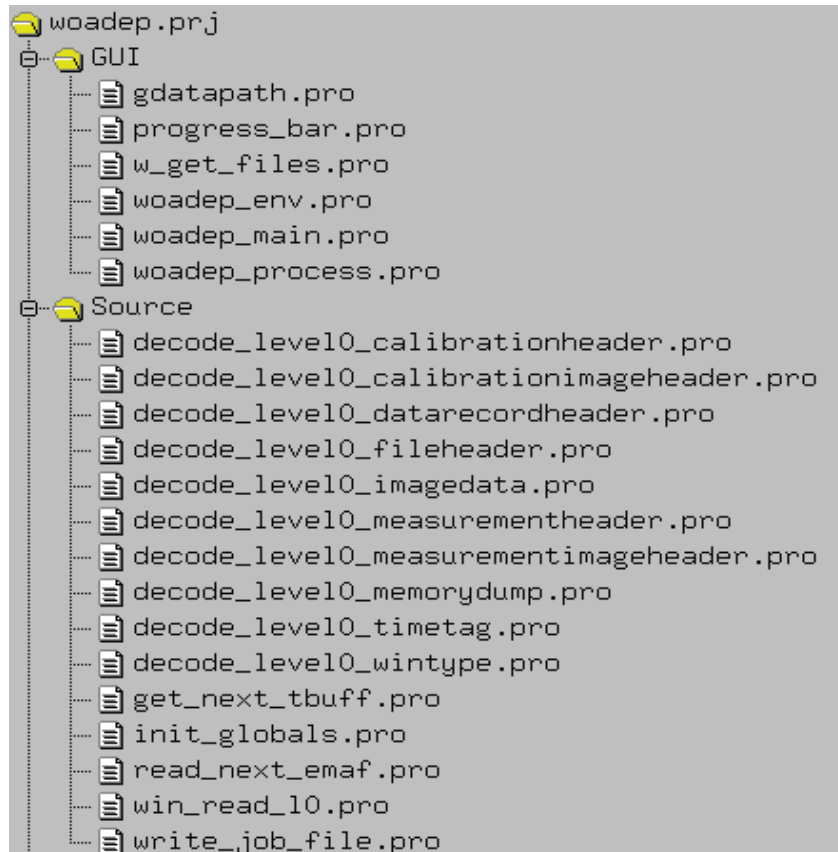 woadep.prj
GUI
gdatapath.pro
progress_bar.pro
w_get_files.pro
woadep_env.pro
woadep_main.pro
woadep_process.pro
Source
decode_level0_calibrationheader.pro
decode_level0_calibrationimageheader.pro
decode_level0_datarecordheader.pro
decode_level0_fileheader.pro
decode_level0_imagedata.pro
decode_level0_measurementheader.pro
decode_level0_measurementimageheader.pro
decode_level0_memorydump.pro
decode_level0_timetag.pro
decode_level0_wintype.pro
get_next_tbuff.pro
init_globals.pro
read_next_emaf.pro
win_read_l0.pro
write_job_file.pro